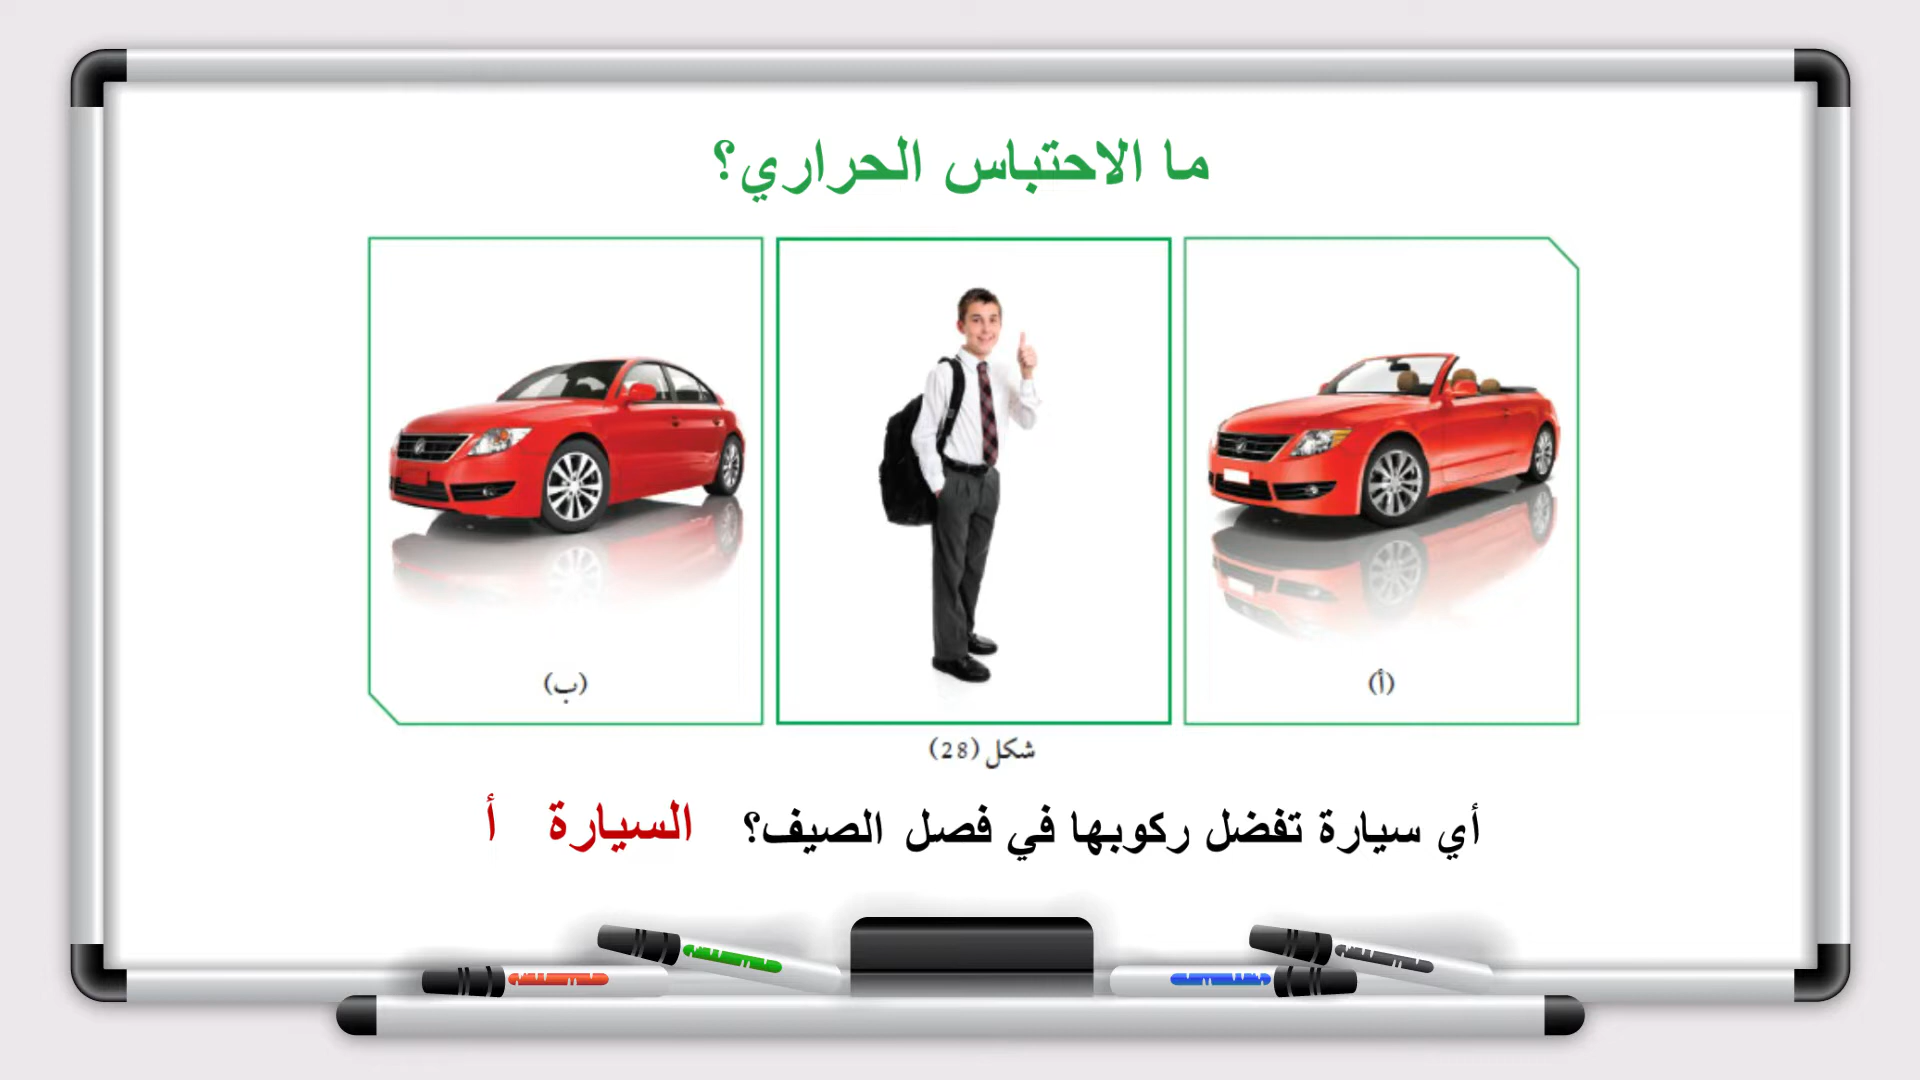 ما الاحتباس الحراري؟
(أ)
(ب)
شكل (28)
أي سيارة تفضل ركوبها في فصل الصيف؟ السيارة أ